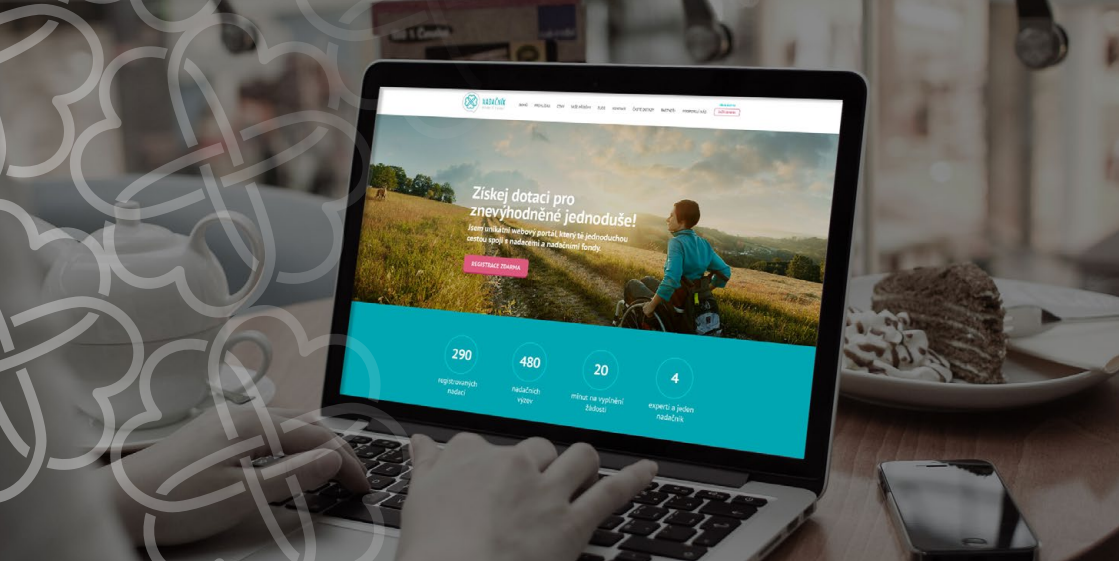 NADAČNÍK
Získej dotaci pro
znevýhodněné jednoduše!
Jsem unikátní webový portál, který tě jednoduchou
cestou spojí s nadacemi a nadačními fondy.
REGISTRACE ZDARMA
290
480
20
4
registrovaných
nadací
nadačních
výzev
minut na vyplnění
žádosti
experti a jeden
nadačník